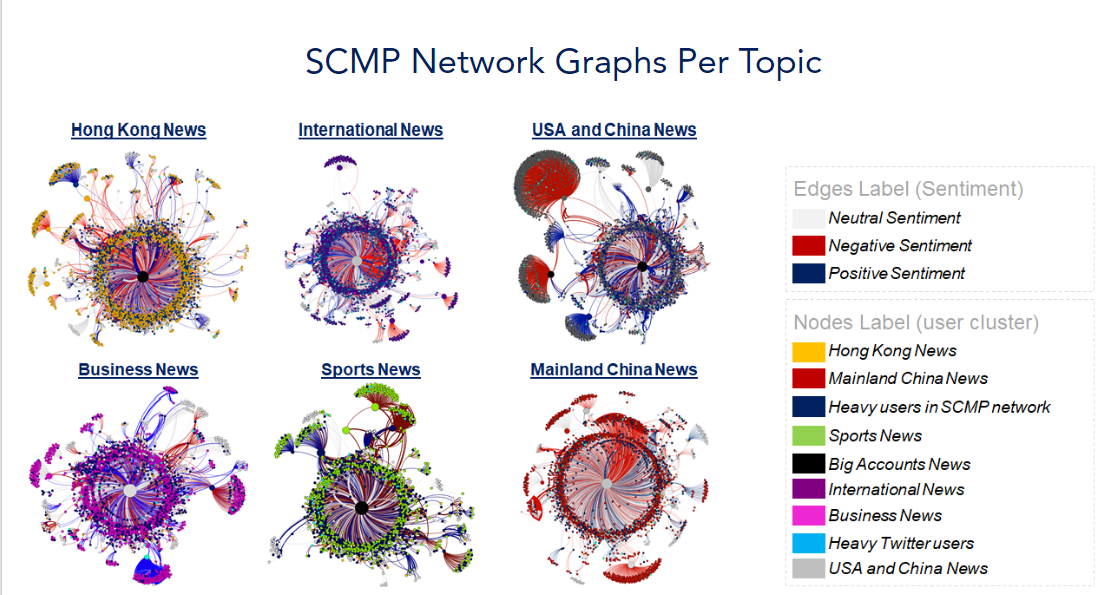 SCMP Network Graphs Per Topic
Hong Kong News
International News
USA and China News
Business News
Sports News
Mainland China News
Edges Label (Sentiment)
Neutral Sentiment
Negative Sentiment
Positive Sentiment
Nodes Label (user cluster)
Hong Kong News
Mainland China News
Heavy users in SCMP network
Sports News
Big Accounts News
International News
Business News
Heavy Twitter users
USA and China News